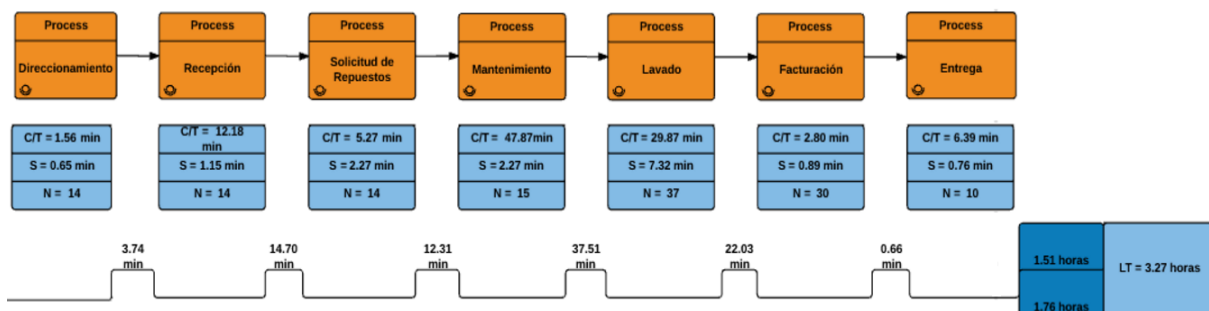 Process
Direccionamiento
Process
Recepción
Process
Solicitud de
Repuestos
Process
Mantenimiento
Process
Lavado
Process
Facturación
Process
Entrega
C/T = 1.56 min
S = 0.65 min
N = 14
C/T = 12.18
min
S = 1.15 min
N = 14
C/T = 5.27 min
S = 2.27 min
N = 14
C/T = 47.87min
S = 2.27 min
N = 15
C/T = 29.87 min
S = 7.32 min
N = 37
C/T = 2.80 min
S = 0.89 min
N = 30
C/T = 6.39 min
S = 0.76 min
N = 10
3.74
min
14.70
min
12.31
min
37.51
min
22.03
min
0.66
min
1.51 horas
1.76 horas
LT = 3.27 horas